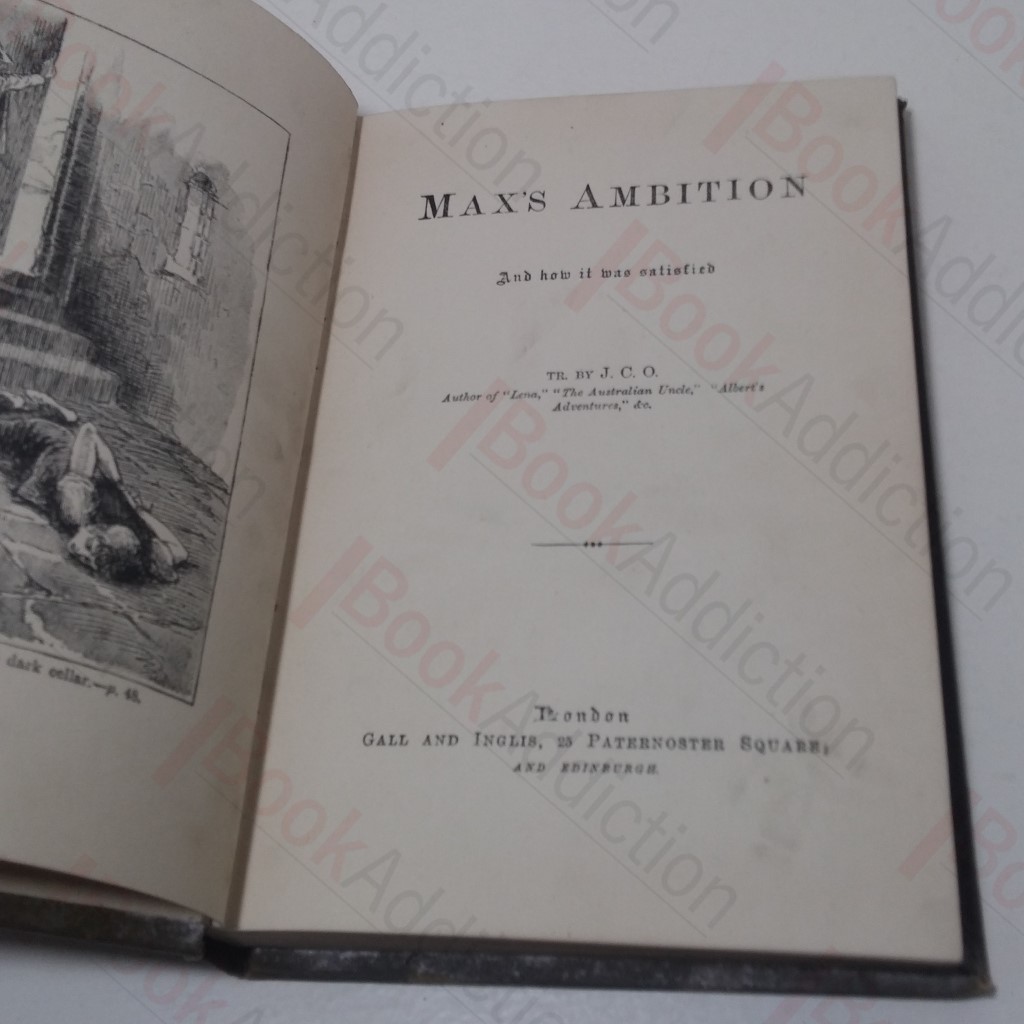 dark cellar.—p. 48.
MAX'S AMBITION
And how it was satisfied
TR. BY J. C. O.
Author of "Lena," "The Australian Uncle," "Albert's
Adventures," &c.
London
GALL AND INGLIS, 25 PATERNOSTER SQUARE;
AND EDINBURGH.
BookAddiction